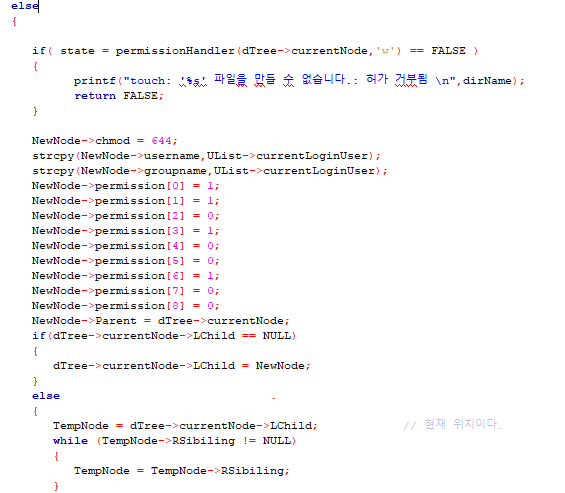 else
{
if( state = permissionHandler(dTree->currentNode,'w') == FALSE )
{
printf("touch: '%s' 파일을 만들 수 없습니다.: 허가 거부됨 \n",dirName);
return FALSE;
}
NewNode->chmod = 644;
strcpy(NewNode->username,UList->currentLoginUser);
strcpy(NewNode->groupname,UList->currentLoginUser);
NewNode->permission[0] = 1;
NewNode->permission[1] = 1;
NewNode->permission[2] = 0;
NewNode->permission[3] = 1;
NewNode->permission[4] = 0;
NewNode->permission[5] = 0;
NewNode->permission[6] = 1;
NewNode->permission[7] = 0;
NewNode->permission[8] = 0;
NewNode->Parent = dTree->currentNode;
if(dTree->currentNode->LChild == NULL)
{
dTree->currentNode->LChild = NewNode;
}
else
{
TempNode = dTree->currentNode->LChild; // 현재 위치이다.
while (TempNode->RSibiling != NULL)
{
TempNode = TempNode->RSibiling;
}